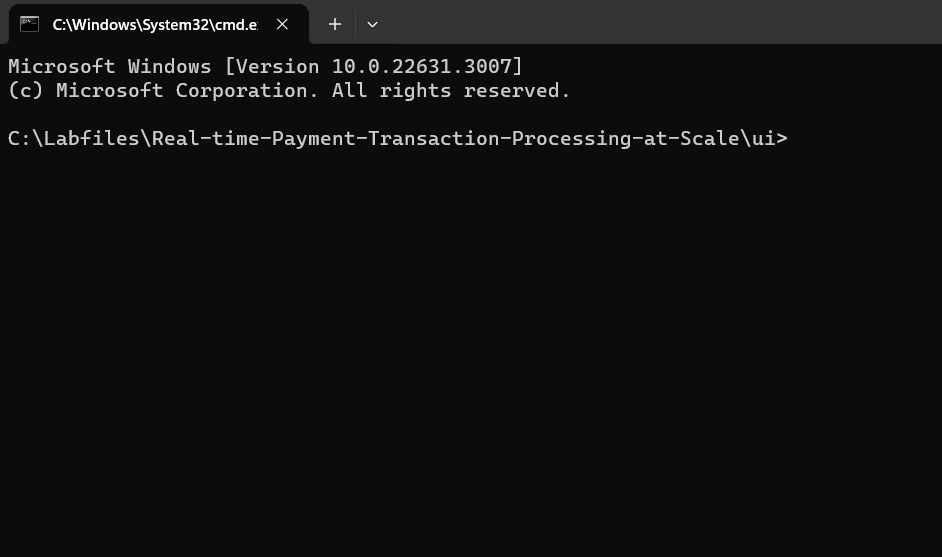 C:\Windows\System32\cmd.e
Microsoft Windows [Version 10.0.22631.3007]
(c) Microsoft Corporation. All rights reserved.
C:\Labfiles\Real-time-Payment-Transaction-Processing-at-Scale\ui>